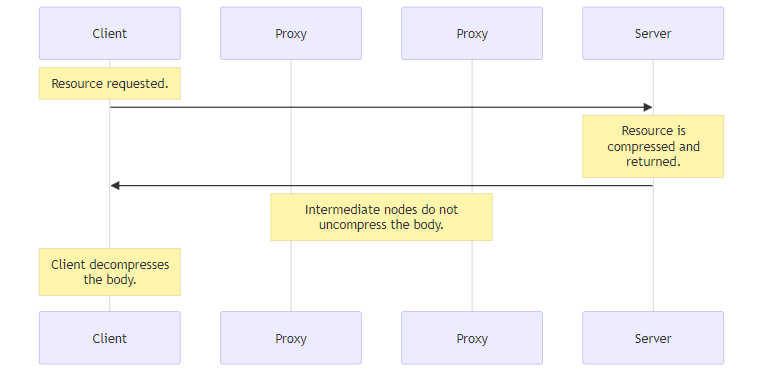 Client
Proxy
Proxy
Server
Resource requested.
Resource is
compressed and
returned.
Intermediate nodes do not
uncompress the body.
Client decompresses
the body.
Client
Proxy
Proxy
Server